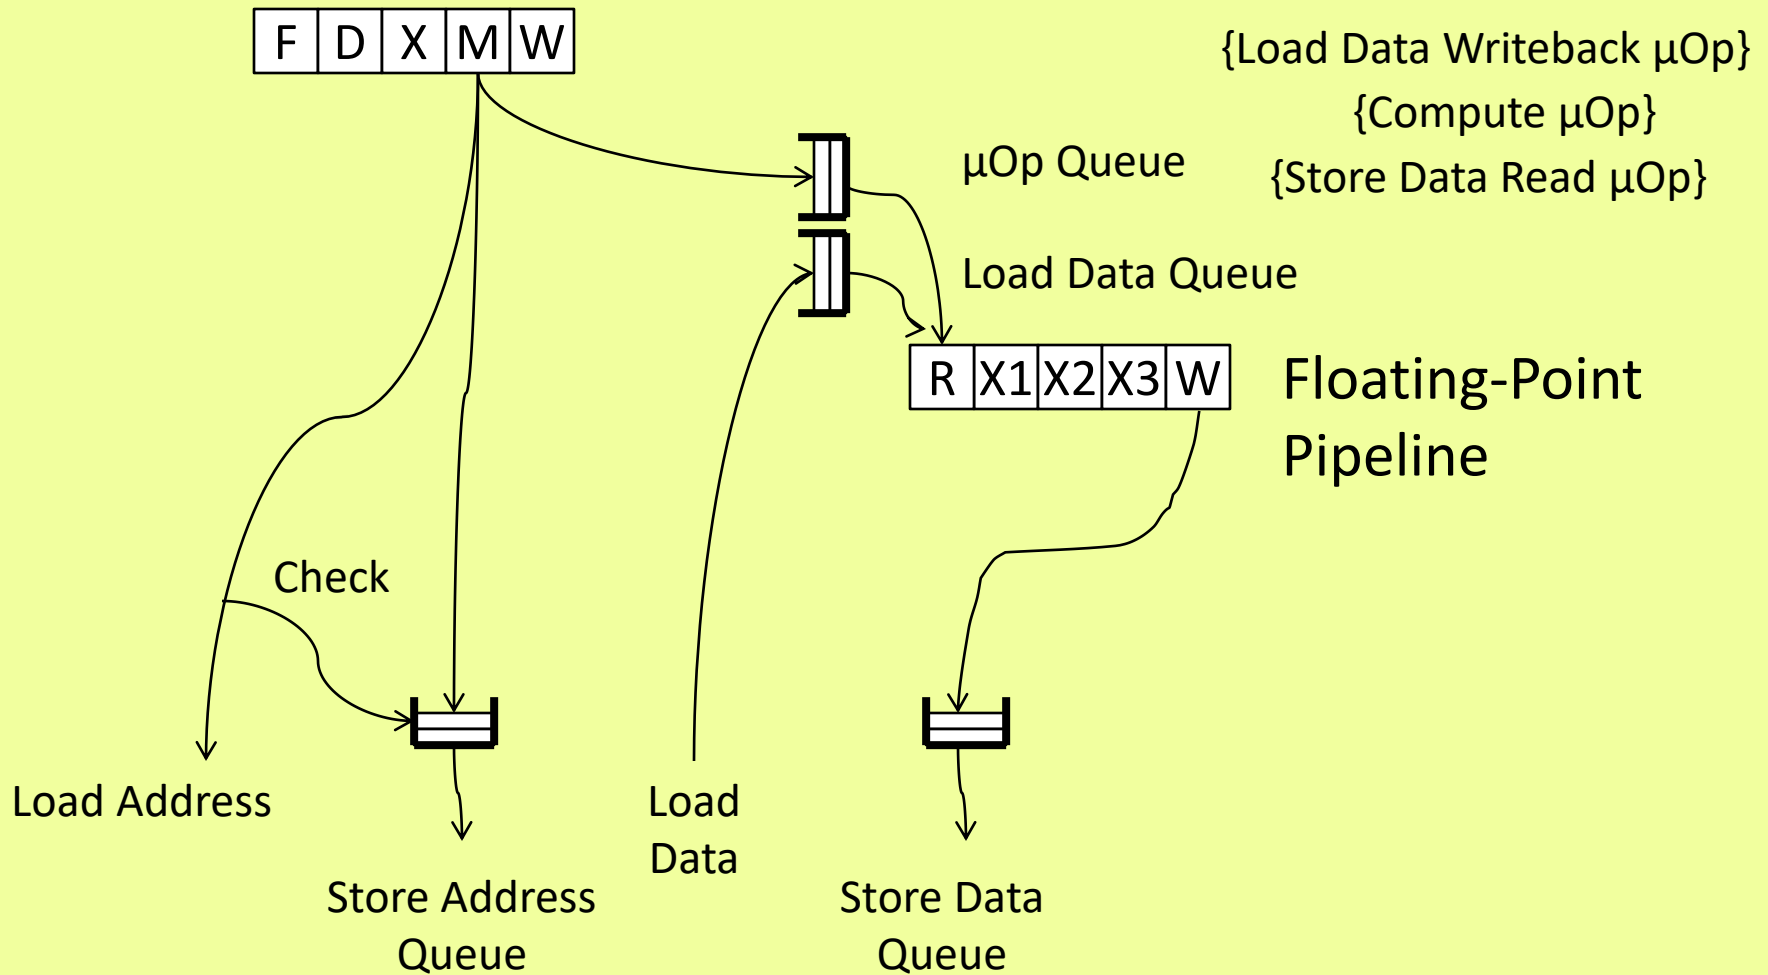 F D X M W
{Load Data Writeback μOp}
{Compute μOp}
{Store Data Read μOp}
μOp Queue
Load Data Queue
R X1 X2 X3 W
Floating-Point
Pipeline
Check
Load Address
Load
Data
Store Address
Queue
Store Data
Queue